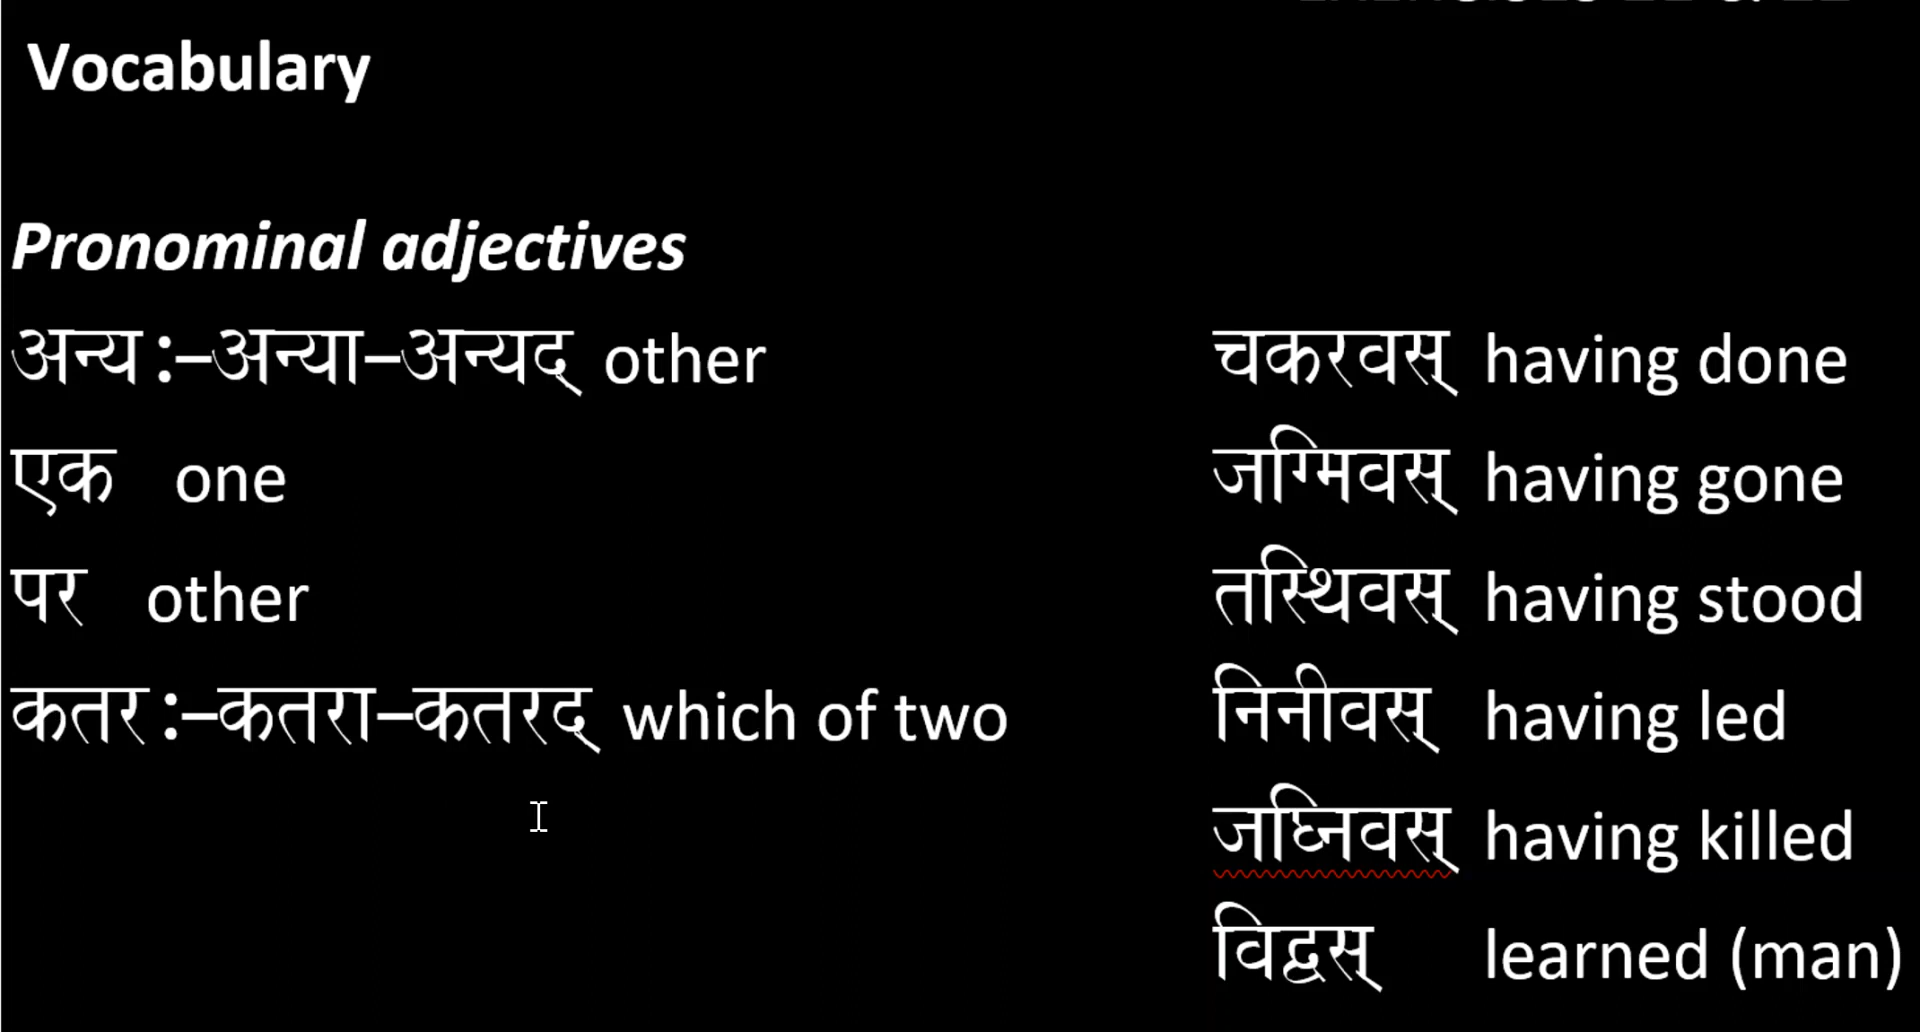 Vocabulary
Pronominal adjectives
अन्य :–अन्या–अन्यद् other
एक one
पर other
कतर :–कतरा–कतरद् which of two
चकरवस् having done
जग्मिवस् having gone
तस्थिवस् having stood
निनीवस् having led
जघ्निवस् having killed
विद्वस् learned (man)